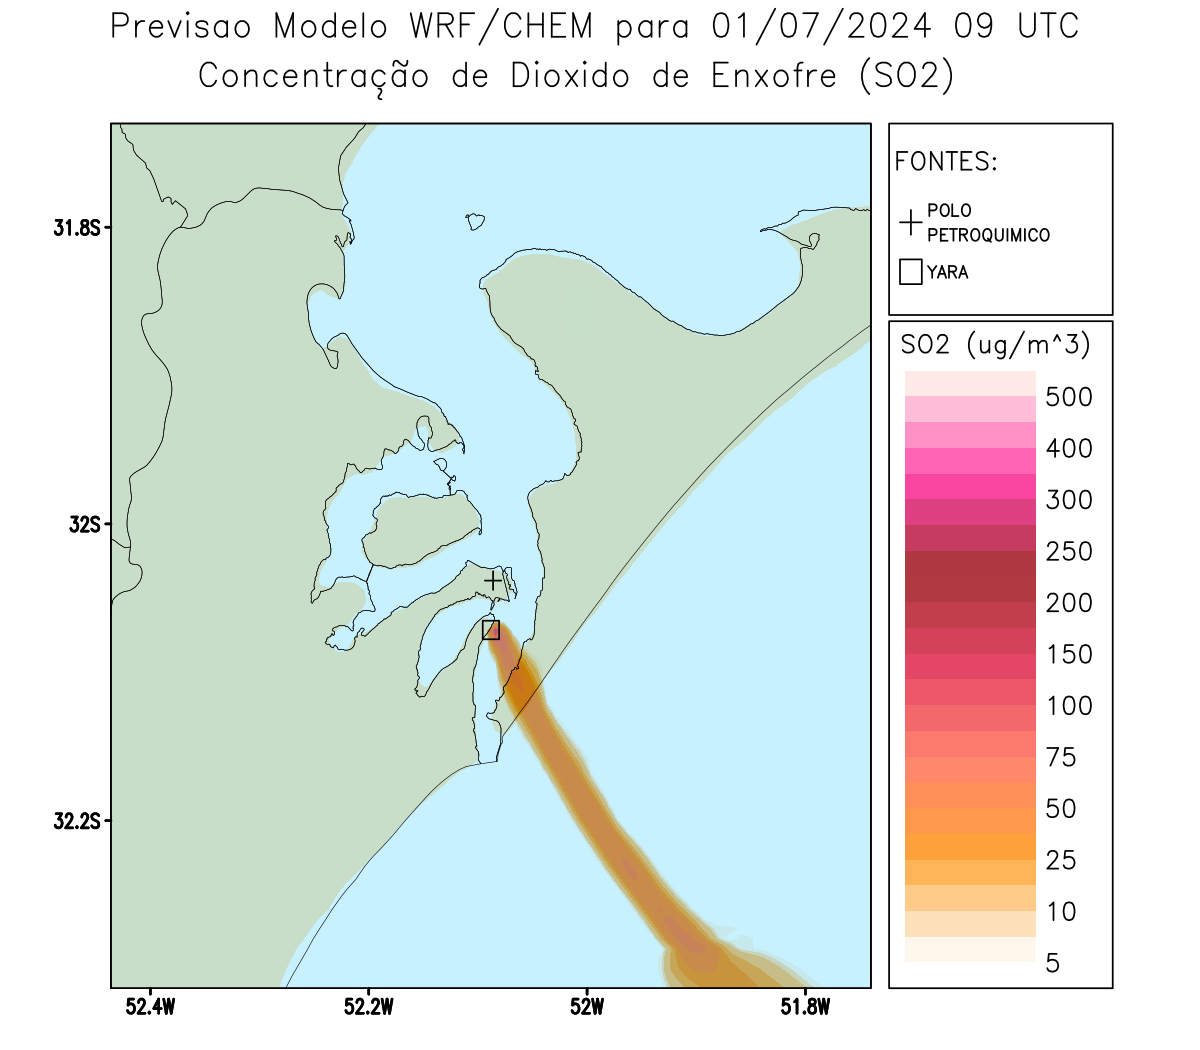 Previsao Modelo WRF/CHEM para 01/07/2024 09 UTC
Concentração de Dioxido de Enxofre (SO2)
31.8S
32S
32.2S
52.4W
52.2W
52W
51.8W
FONTES:
POLO
PETROQUIMICO
YARA
SO2 (ug/m^3)
500
400
300
250
200
150
100
75
50
25
10
5